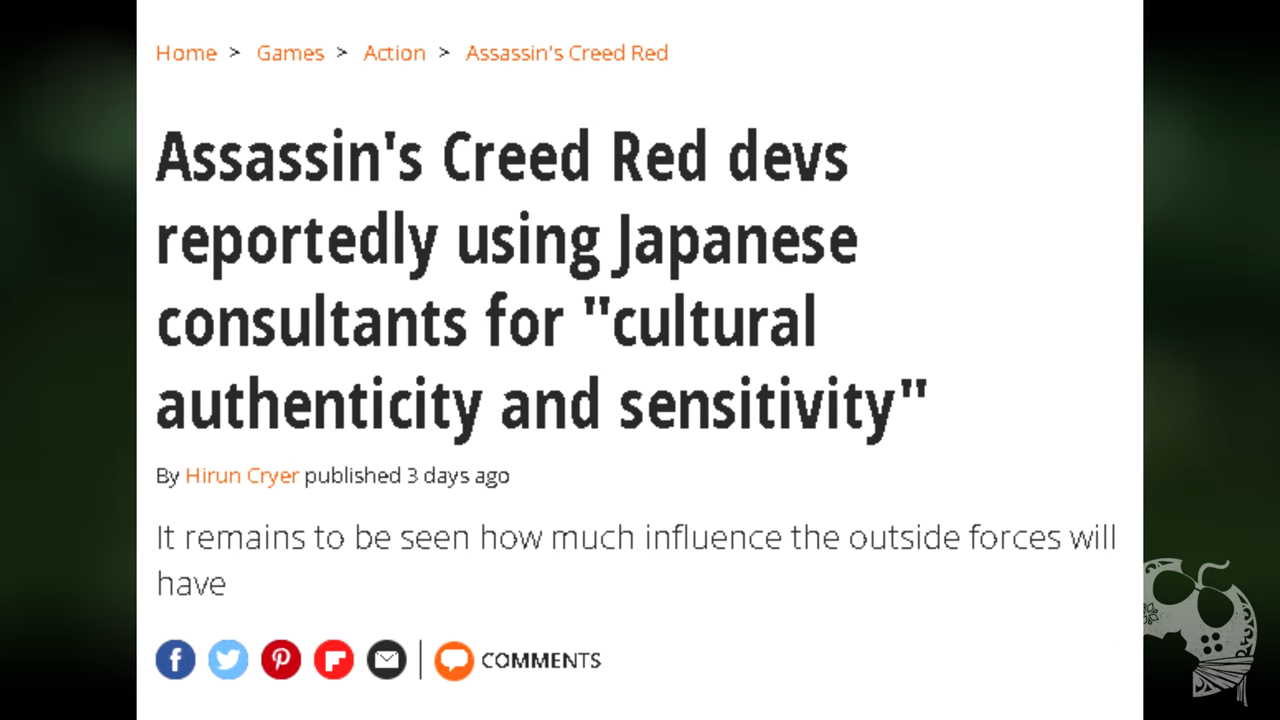 Home > Games > Action > Assassin's Creed Red
Assassin's Creed Red devs
reportedly using Japanese
consultants for "cultural
authenticity and sensitivity"
By Hirun Cryer published 3 days ago
It remains to be seen how much influence the outside forces will
have
COMMENTS